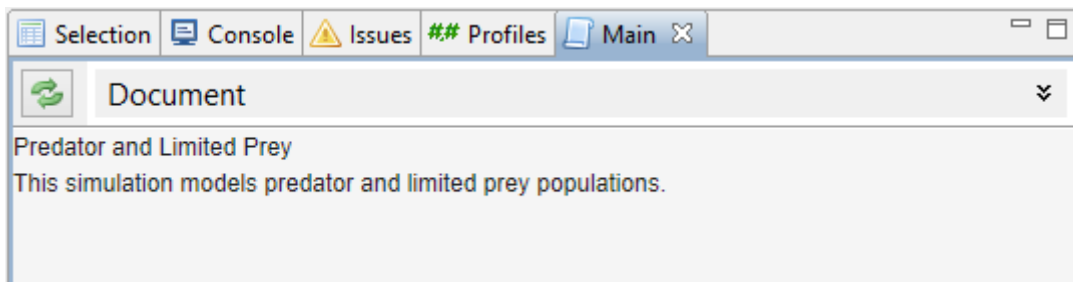 Selection Console Issues ## Profiles Main
Document
Predator and Limited Prey
This simulation models predator and limited prey populations.